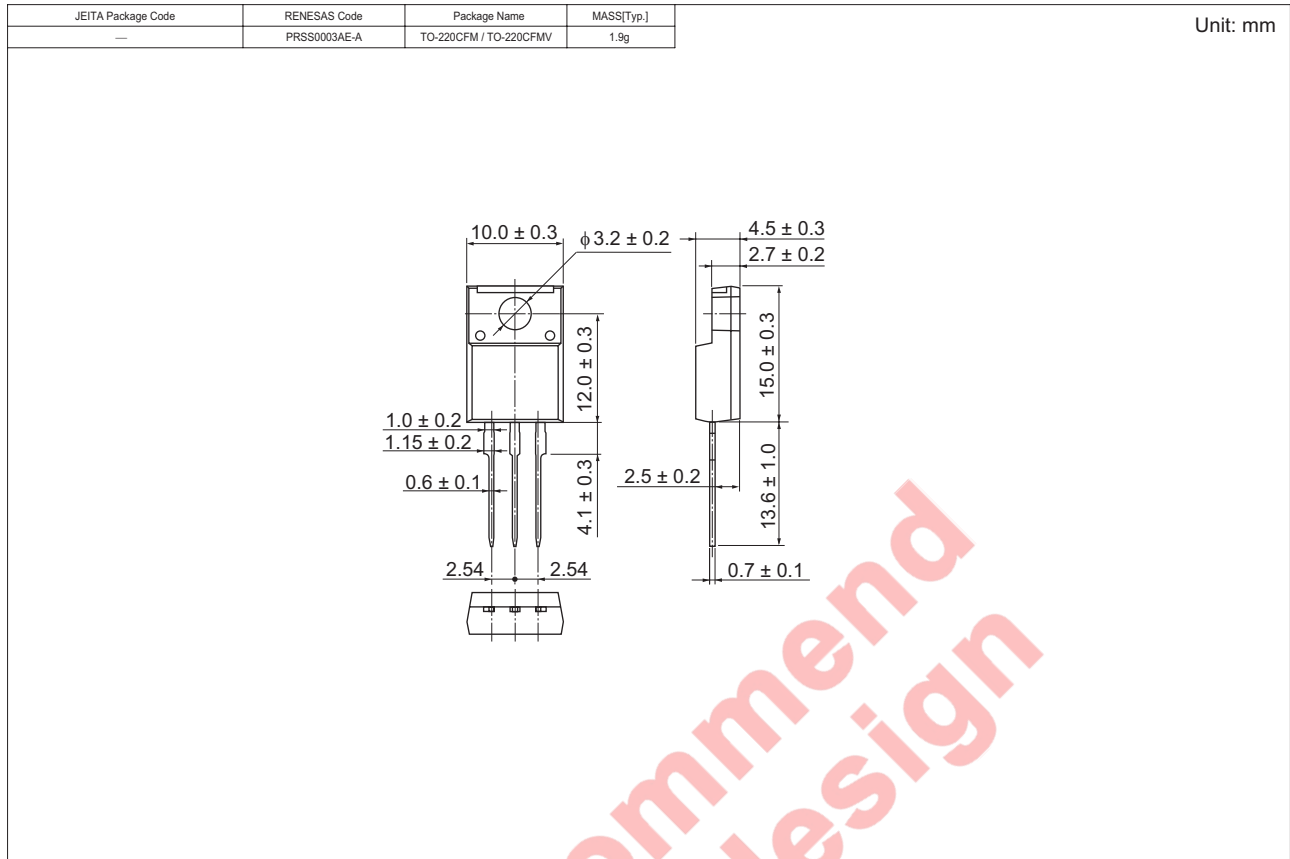 JEITA Package Code RENESAS Code Package Name MASS[Typ.]
— PRSS0003AE-A TO-220CFM / TO-220CFMV 1.9g
Unit: mm
10.0 ± 0.3
ϕ 3.2 ± 0.2
4.5 ± 0.3
2.7 ± 0.2
12.0 ± 0.3
15.0 ± 0.3
1.0 ± 0.2
1.15 ± 0.2
0.6 ± 0.1
4.1 ± 0.3
2.5 ± 0.2
13.6 ± 1.0
2.54 2.54
0.7 ± 0.1
design